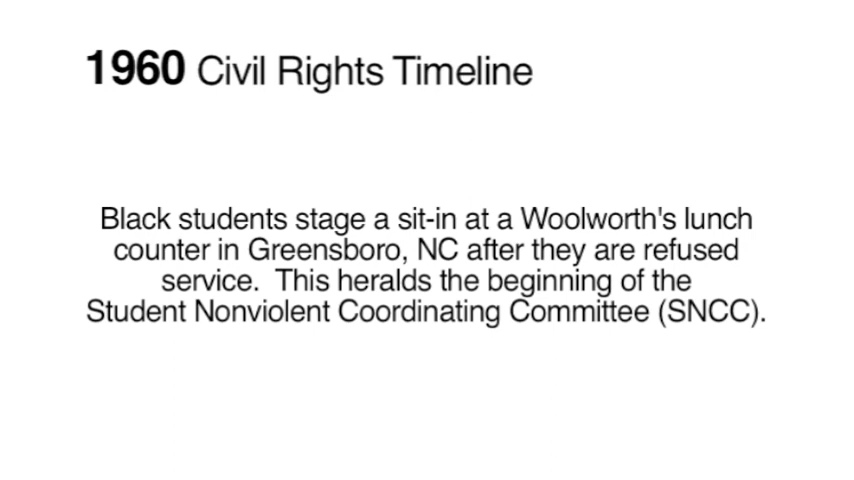 1960 Civil Rights Timeline
Black students stage a sit-in at a Woolworth's lunch
counter in Greensboro, NC after they are refused
service.  This heralds the beginning of the
Student Nonviolent Coordinating Committee (SNCC).